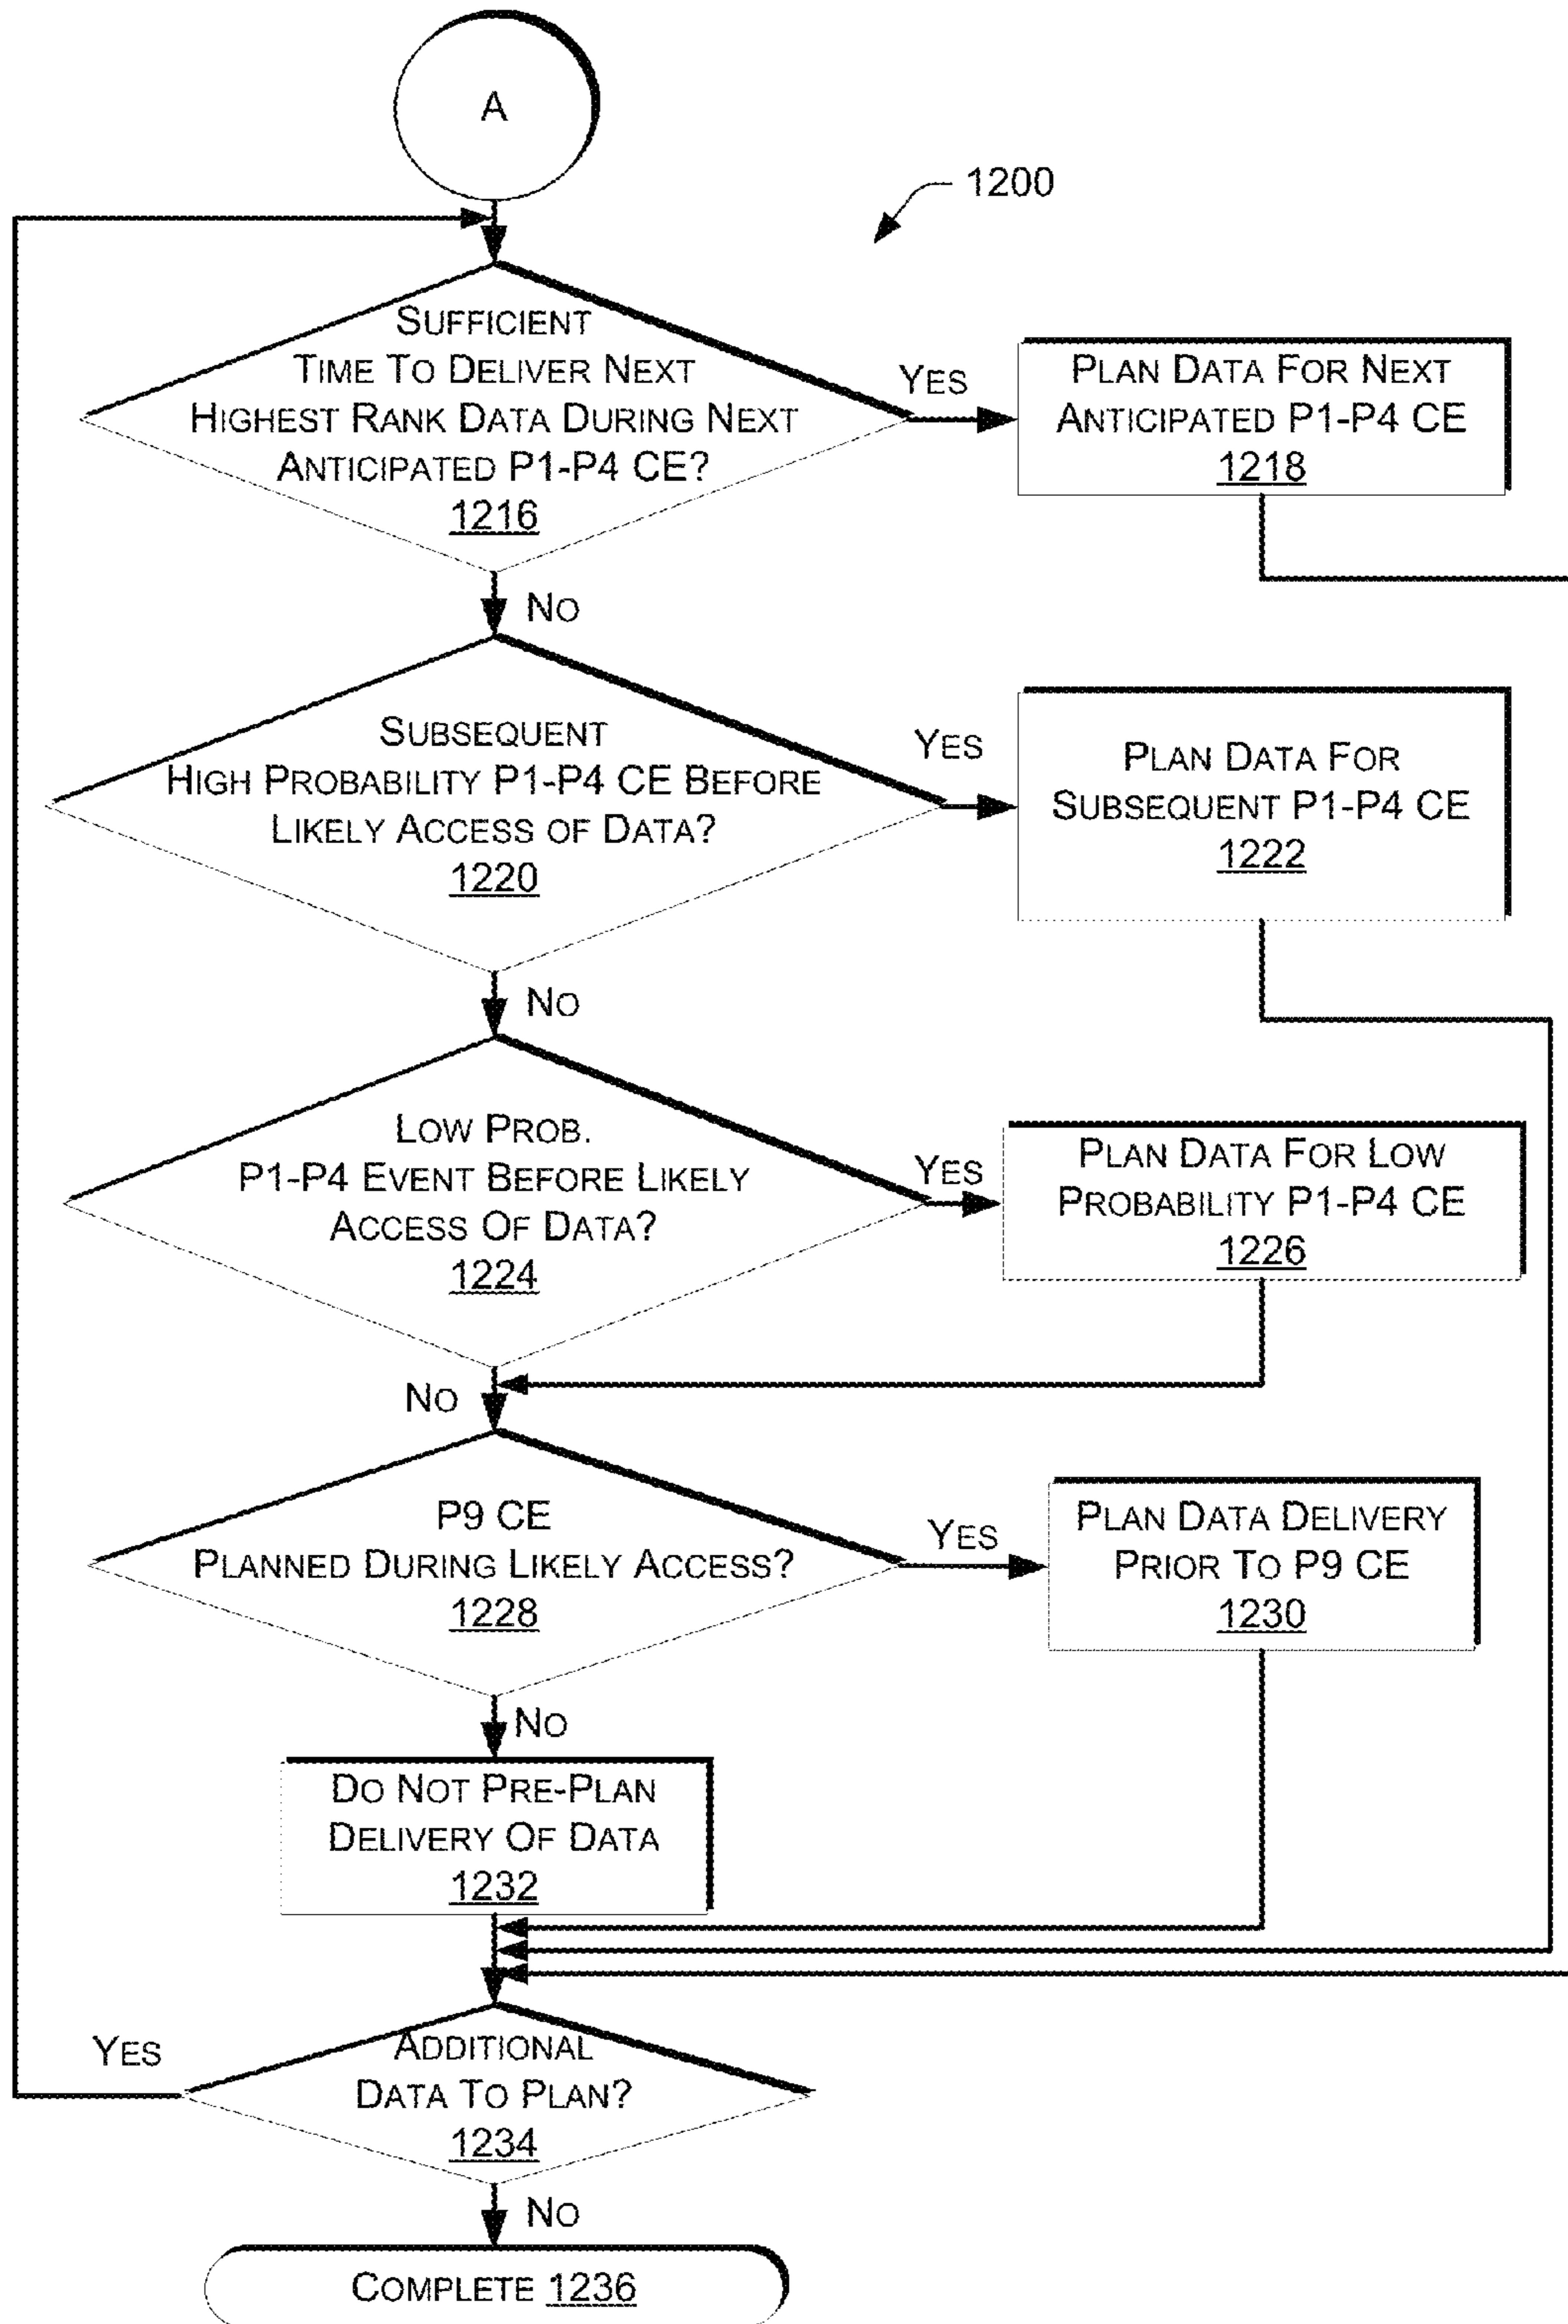 A
1200
SUFFICIENT
TIME TO DELIVER NEXT
HIGHEST RANK DATA DURING NEXT
ANTICIPATED P1-P4 CE?
1216
YES
PLAN DATA FOR NEXT
ANTICIPATED P1-P4 CE
1218
NO
SUBSEQUENT
HIGH PROBABILITY P1-P4 CE BEFORE
LIKELY ACCESS OF DATA?
1220
YES
PLAN DATA FOR
SUBSEQUENT P1-P4 CE
1222
NO
LOW PROB.
P1-P4 EVENT BEFORE LIKELY
ACCESS OF DATA?
1224
YES
PLAN DATA FOR LOW
PROBABILITY P1-P4 CE
1226
NO
P9 CE
PLANNED DURING LIKELY ACCESS?
1228
YES
PLAN DATA DELIVERY
PRIOR TO P9 CE
1230
NO
DO NOT PRE-PLAN
DELIVERY OF DATA
1232
YES
ADDITIONAL
DATA TO PLAN?
1234
NO
COMPLETE 1236